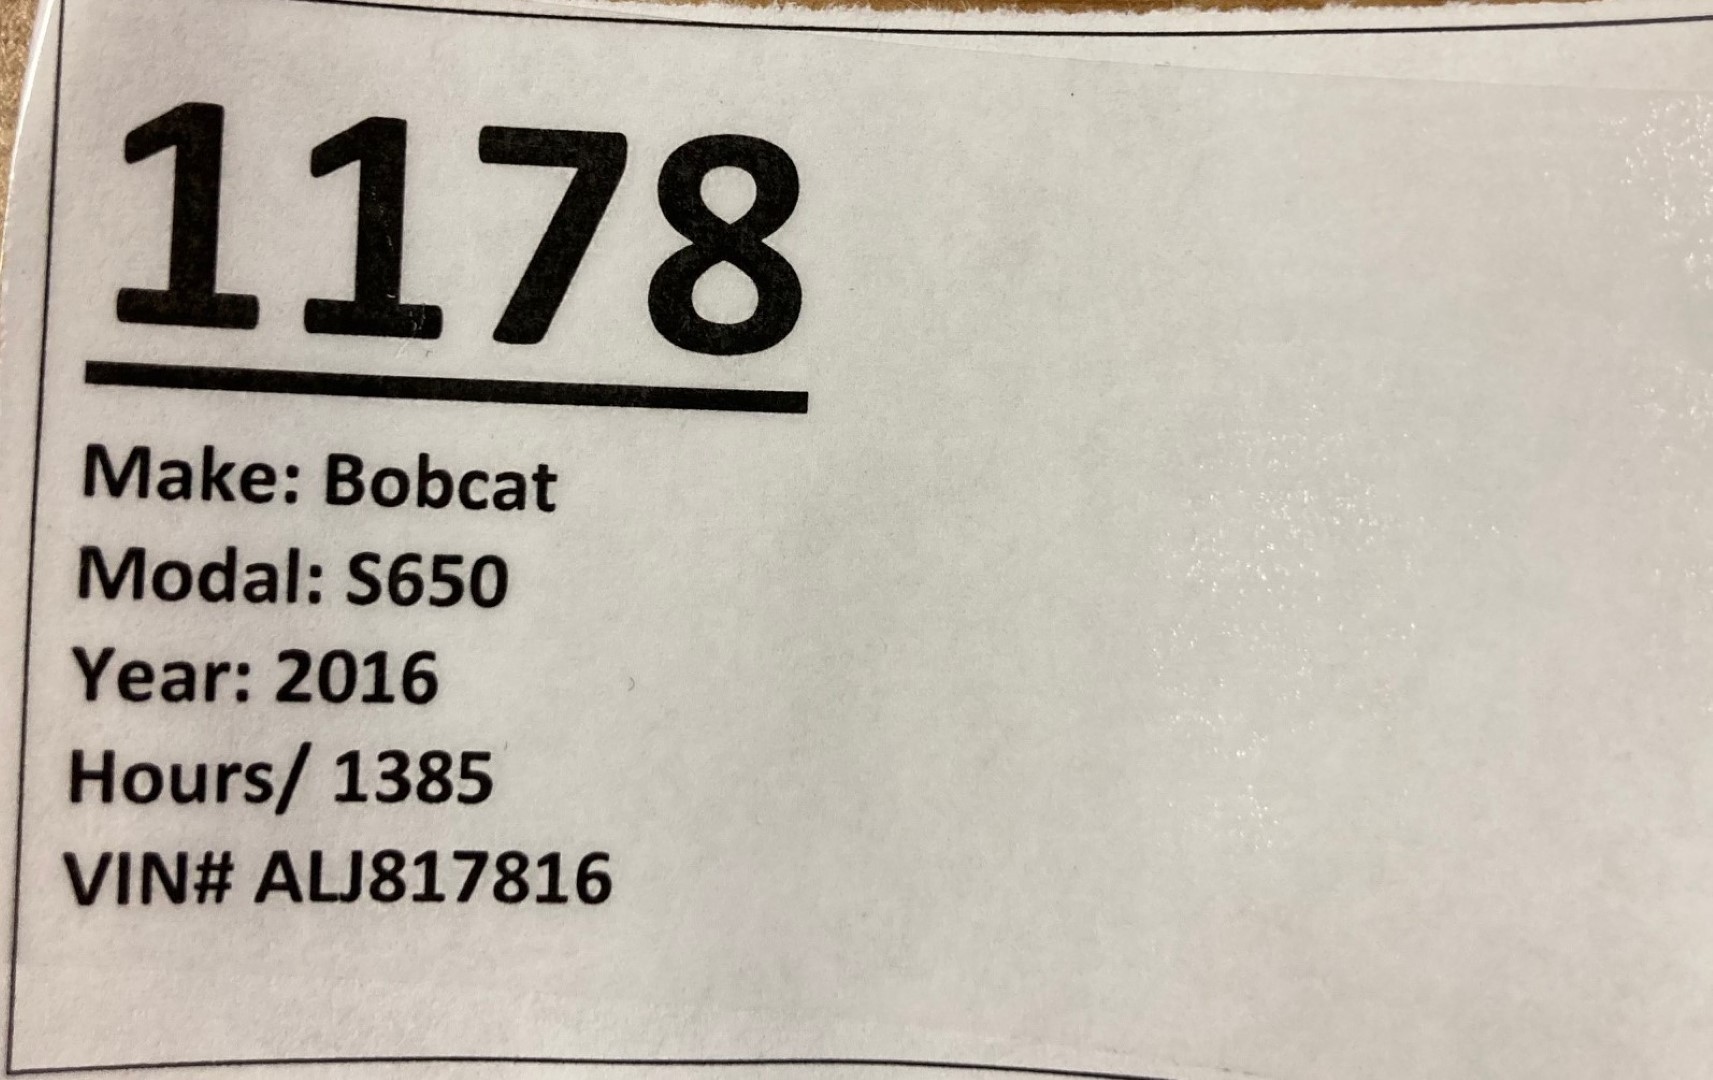 1178
Make: Bobcat
Modal: S650
Year: 2016
Hours/ 1385
VIN# ALJ817816